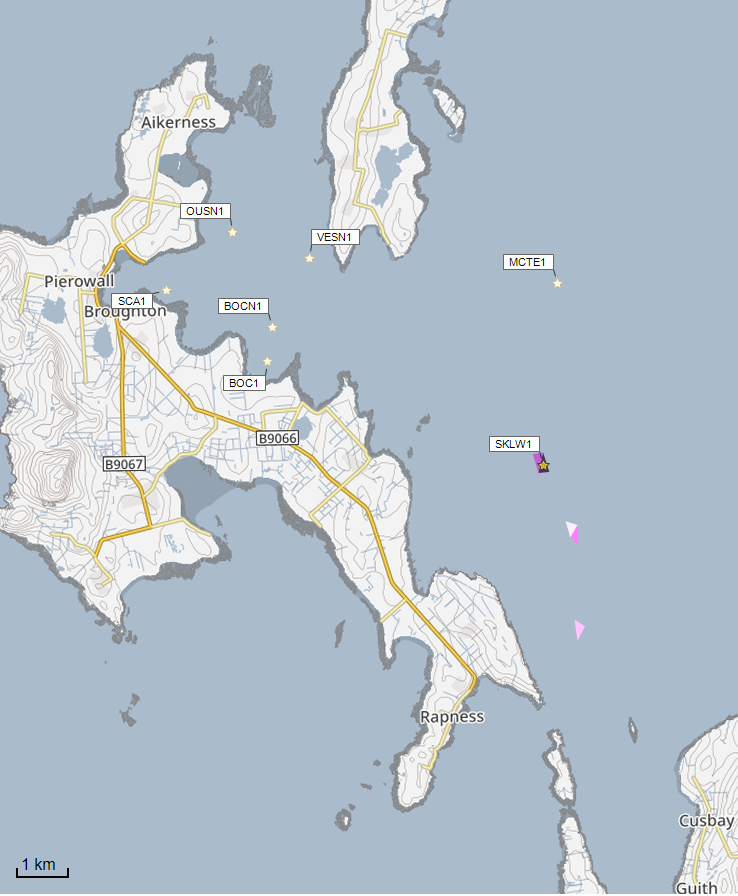 Aikerness
OUSN1
VESN1
MCTE1
Pierowall
SCA1
BOCN1
Broughton
BOC1
B9066
SKLW1
B9067
Rapness
Cusbay
1 km
Guith